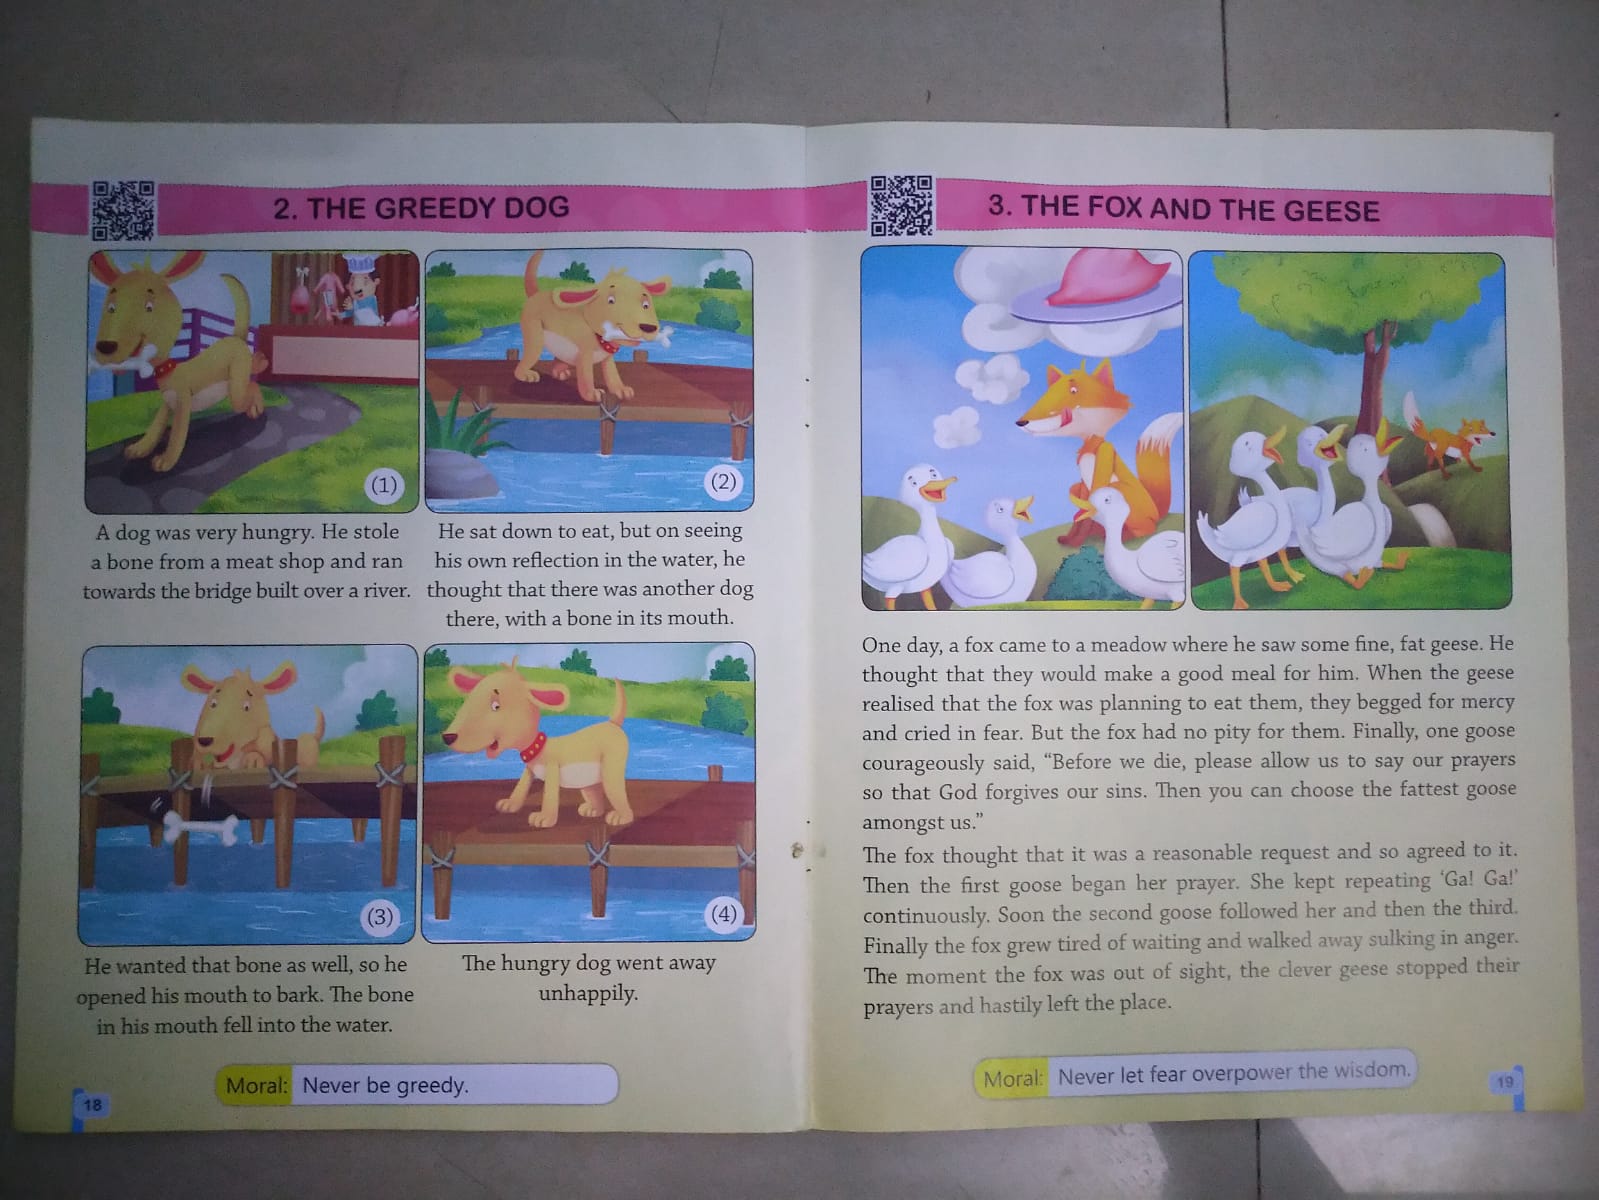 2. THE GREEDY DOG
(1)
A dog was very hungry. He stole
a bone from a meat shop and ran
towards the bridge built over a river.
(2)
He sat down to eat, but on seeing
his own reflection in the water, he
thought that there was another dog
there, with a bone in its mouth.
(3)
He wanted that bone as well, so he
opened his mouth to bark. The bone
in his mouth fell into the water.
(4)
The hungry dog went away
unhappily.
Moral: Never be greedy.
18
3. THE FOX AND THE GEESE
One day, a fox came to a meadow where he saw some fine, fat geese. He
thought that they would make a good meal for him. When the geese
realised that the fox was planning to eat them, they begged for mercy
and cried in fear. But the fox had no pity for them. Finally, one goose
courageously said, “Before we die, please allow us to say our prayers
so that God forgives our sins. Then you can choose the fattest goose
amongst us.”
The fox thought that it was a reasonable request and so agreed to it.
Then the first goose began her prayer. She kept repeating ‘Ga! Ga!’
continuously. Soon the second goose followed her and then the third.
Finally the fox grew tired of waiting and walked away sulking in anger.
The moment the fox was out of sight, the clever geese stopped their
prayers and hastily left the place.
Moral: Never let fear overpower the wisdom.
19